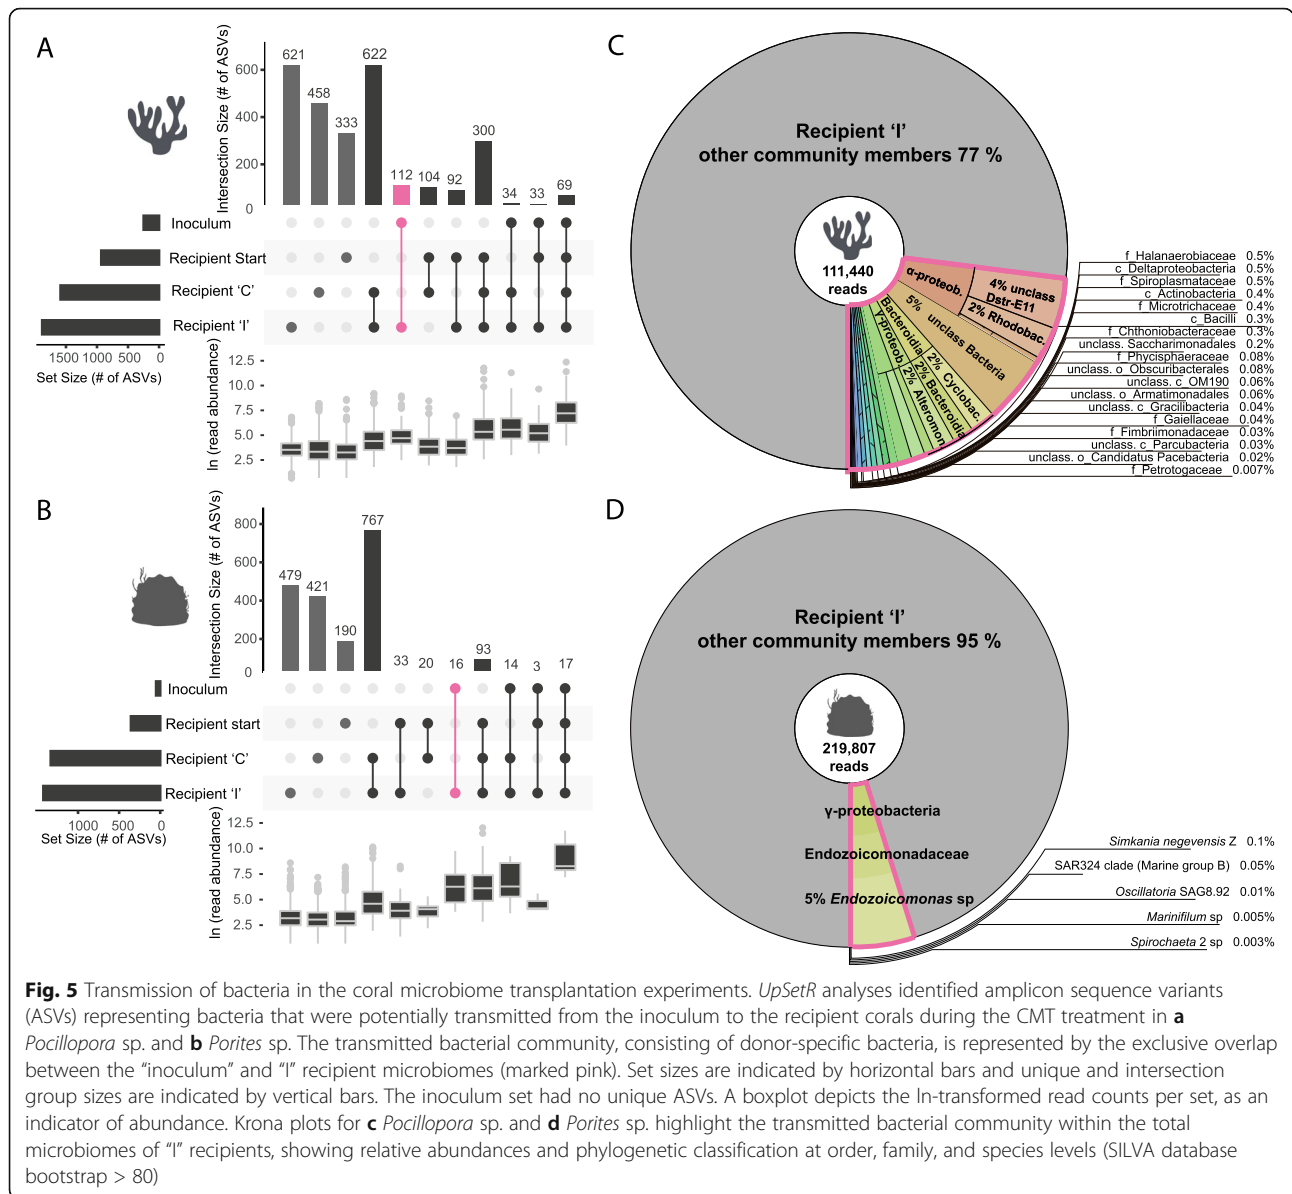 A
Intersection Size (# of ASVs)
600
400
200
0
621
458
333
622
112
104
92
300
34
33
69
Inoculum
Recipient Start
Recipient ‘C’
Recipient ‘I’
1500 1000 500 0
Set Size (# of ASVs)
ln (read abundance)
12.5
10.0
7.5
5.0
2.5
B
Intersection Size (# of ASVs)
800
600
400
200
0
479
421
190
767
33
20
16
93
14
3
17
Inoculum
Recipient start
Recipient ‘C’
Recipient ‘I’
1000 500 0
Set Size (# of ASVs)
ln (read abundance)
12.5
10.0
7.5
5.0
2.5
C
Recipient ‘I’
other community members 77 %
111,440
reads
α-proteob.
4% unclass
Dstr-E11
2% Rhodobac.
5% unclass Bacteria
Bacteroidia
2% Cyclobac.
2% Bacteroidia
γ-proteob.
2% Alteromon.
f_Halanaerobiaceae 0.5%
c_Deltaproteobacteria 0.5%
f_Spiroplasmataceae 0.5%
c_Actinobacteria 0.4%
f_Microtrichaceae 0.4%
c_Bacilli 0.3%
f_Chthoniobacteraceae 0.3%
unclass. Saccharimonadales 0.2%
f_Phycisphaeraceae 0.08%
unclass. o_Obscuribacterales 0.08%
unclass. c_OM190 0.06%
unclass. o_Armatimonadales 0.06%
unclass. c_Gracilibacteria 0.04%
f_Gaiellaceae 0.04%
f_Fimbriimonadaceae 0.03%
unclass. c_Parcubacteria 0.03%
unclass. o_Candidatus Pacebacteria 0.02%
f_Petrotogaceae 0.007%
D
Recipient ‘I’
other community members 95 %
219,807
reads
γ-proteobacteria
Endozoicomonadaceae
5% Endozoicomonas sp
Simkania negevensis Z 0.1%
SAR324 clade (Marine group B) 0.05%
Oscillatoria SAG8.92 0.01%
Marinifilum sp 0.005%
Spirochaeta 2 sp 0.003%
Fig. 5 Transmission of bacteria in the coral microbiome transplantation experiments. UpSetR analyses identified amplicon sequence variants
(ASVs) representing bacteria that were potentially transmitted from the inoculum to the recipient corals during the CMT treatment in a
Pocillopora sp. and b Porites sp. The transmitted bacterial community, consisting of donor-specific bacteria, is represented by the exclusive overlap
between the “inoculum” and “I” recipient microbiomes (marked pink). Set sizes are indicated by horizontal bars and unique and intersection
group sizes are indicated by vertical bars. The inoculum set had no unique ASVs. A boxplot depicts the ln-transformed read counts per set, as an
indicator of abundance. Krona plots for c Pocillopora sp. and d Porites sp. highlight the transmitted bacterial community within the total
microbiomes of “I” recipients, showing relative abundances and phylogenetic classification at order, family, and species levels (SILVA database
bootstrap > 80)